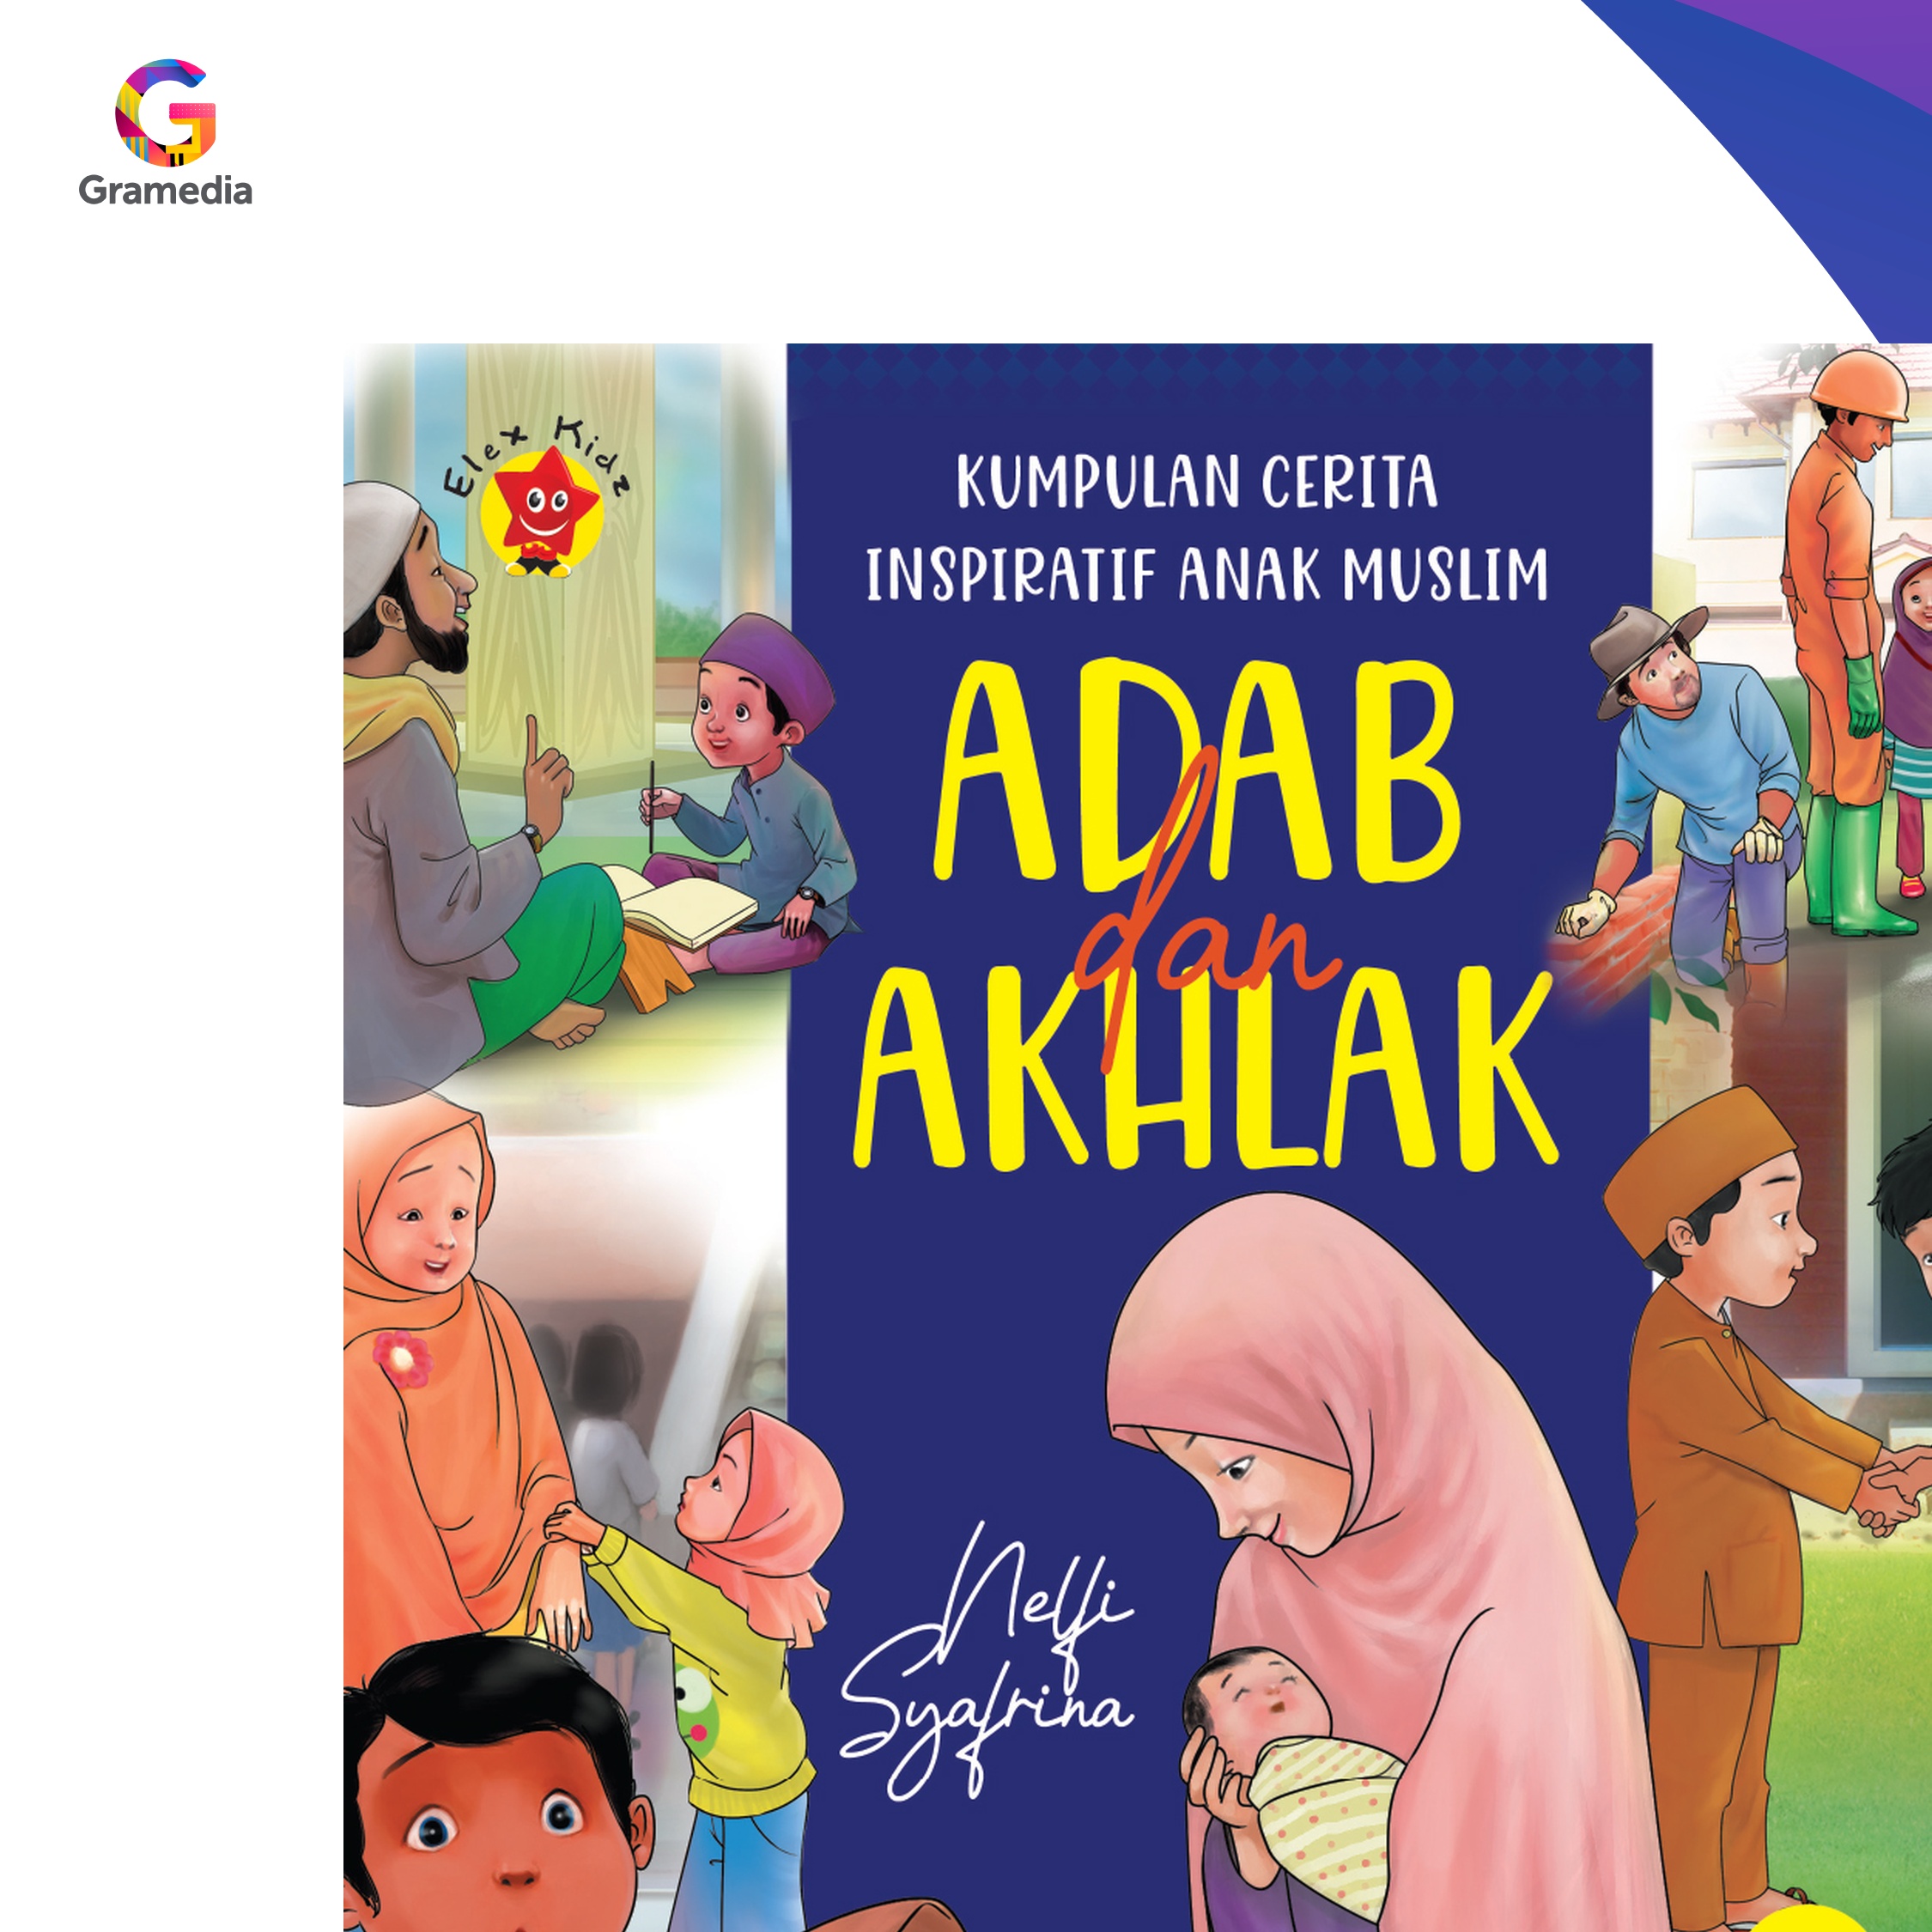 Gramedia
Elex Kidz
KUMPULAN CERITA
INSPIRATIF ANAK MUSLIM
ADAB
dan
AKHLAK
Nelfi
Syafrina